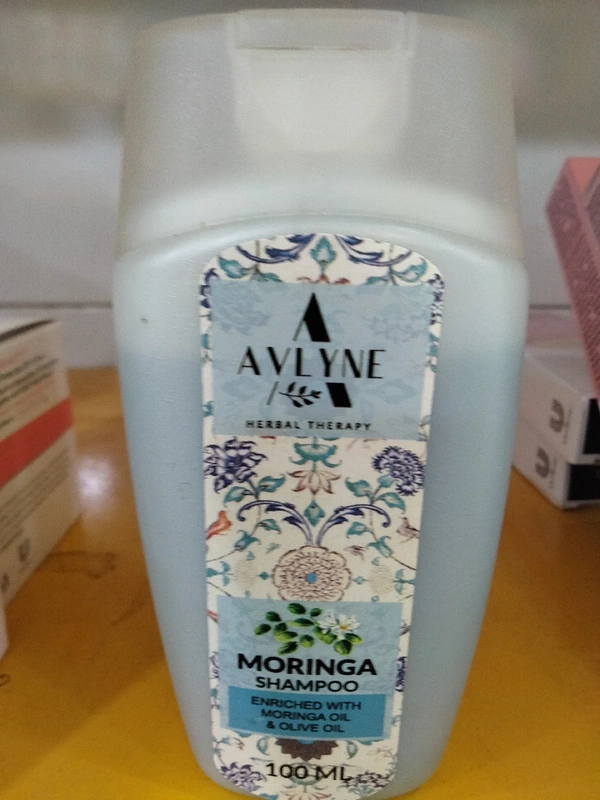 AVLYNE
HERBAL THERAPY
MORINGA
SHAMPOO
ENRICHED WITH
MORINGA OIL
& OLIVE OIL
100 ML